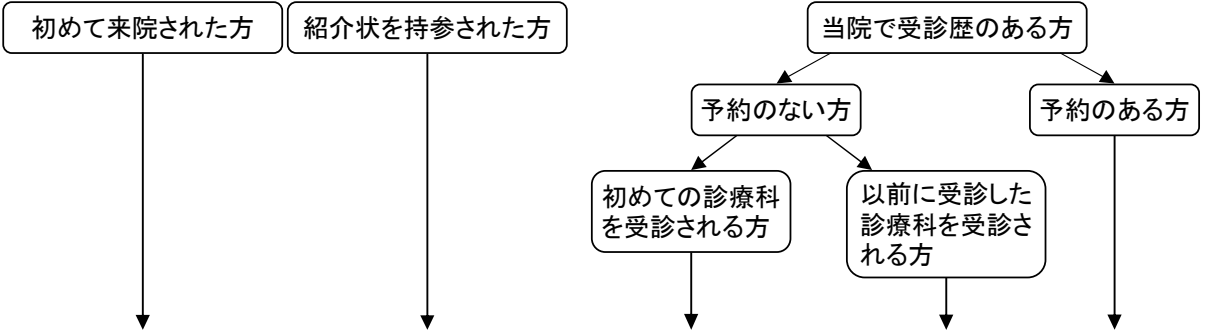 初めて来院された方
紹介状を持参された方
当院で受診歴のある方
予約のない方
予約のある方
初めての診療科
を受診される方
以前に受診した
診療科を受診さ
れる方